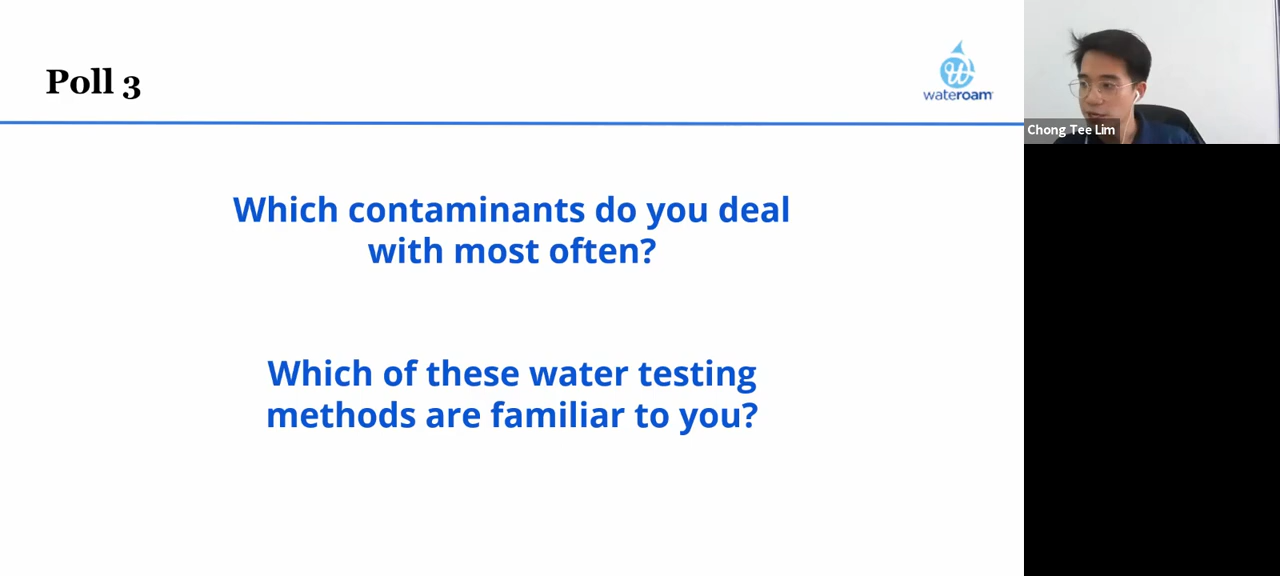 Poll 3
wateroam
Chong Tee Lim
Which contaminants do you deal
with most often?
Which of these water testing
methods are familiar to you?